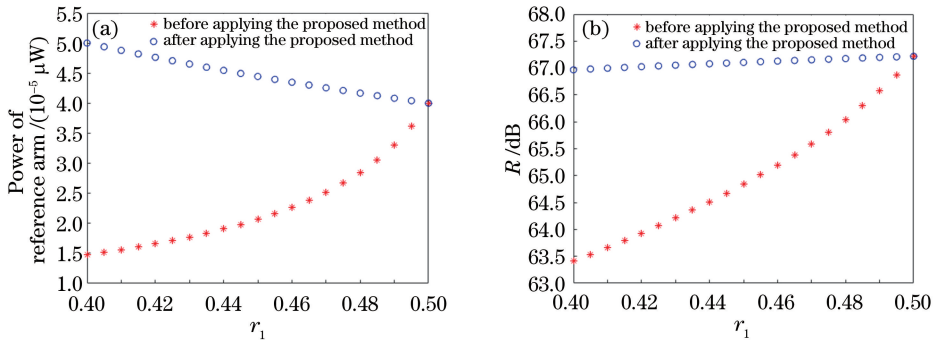 (a)
before applying the proposed method
after applying the proposed method
5.5
5.0
4.5
4.0
3.5
3.0
2.5
2.0
1.5
1.0
Power of
reference arm /(10⁻⁵ μW)
0.40 0.42 0.44 0.46 0.48 0.50
r₁
(b)
before applying the proposed method
after applying the proposed method
68.0
67.5
67.0
66.5
66.0
65.5
65.0
64.5
64.0
63.5
63.0
R /dB
0.40 0.42 0.44 0.46 0.48 0.50
r₁